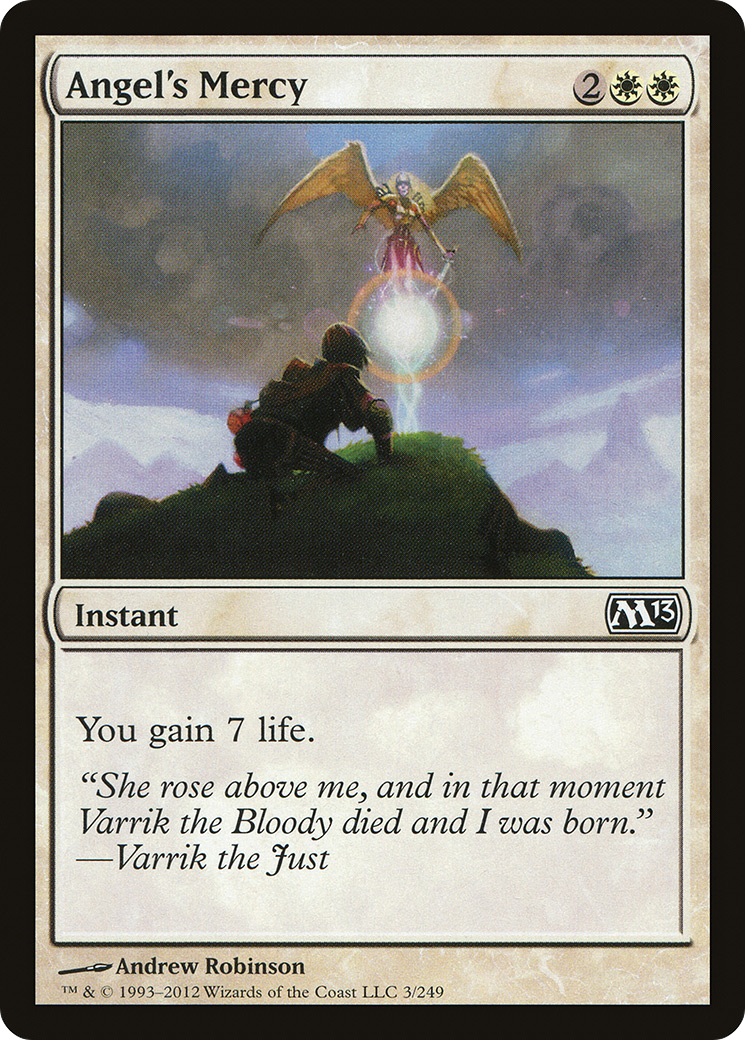 Angel's Mercy 2
Instant M13
You gain 7 life.
“She rose above me, and in that moment
Varrik the Bloody died and I was born.”
—Varrik the Just
Andrew Robinson
™ & © 1993–2012 Wizards of the Coast LLC 3/249